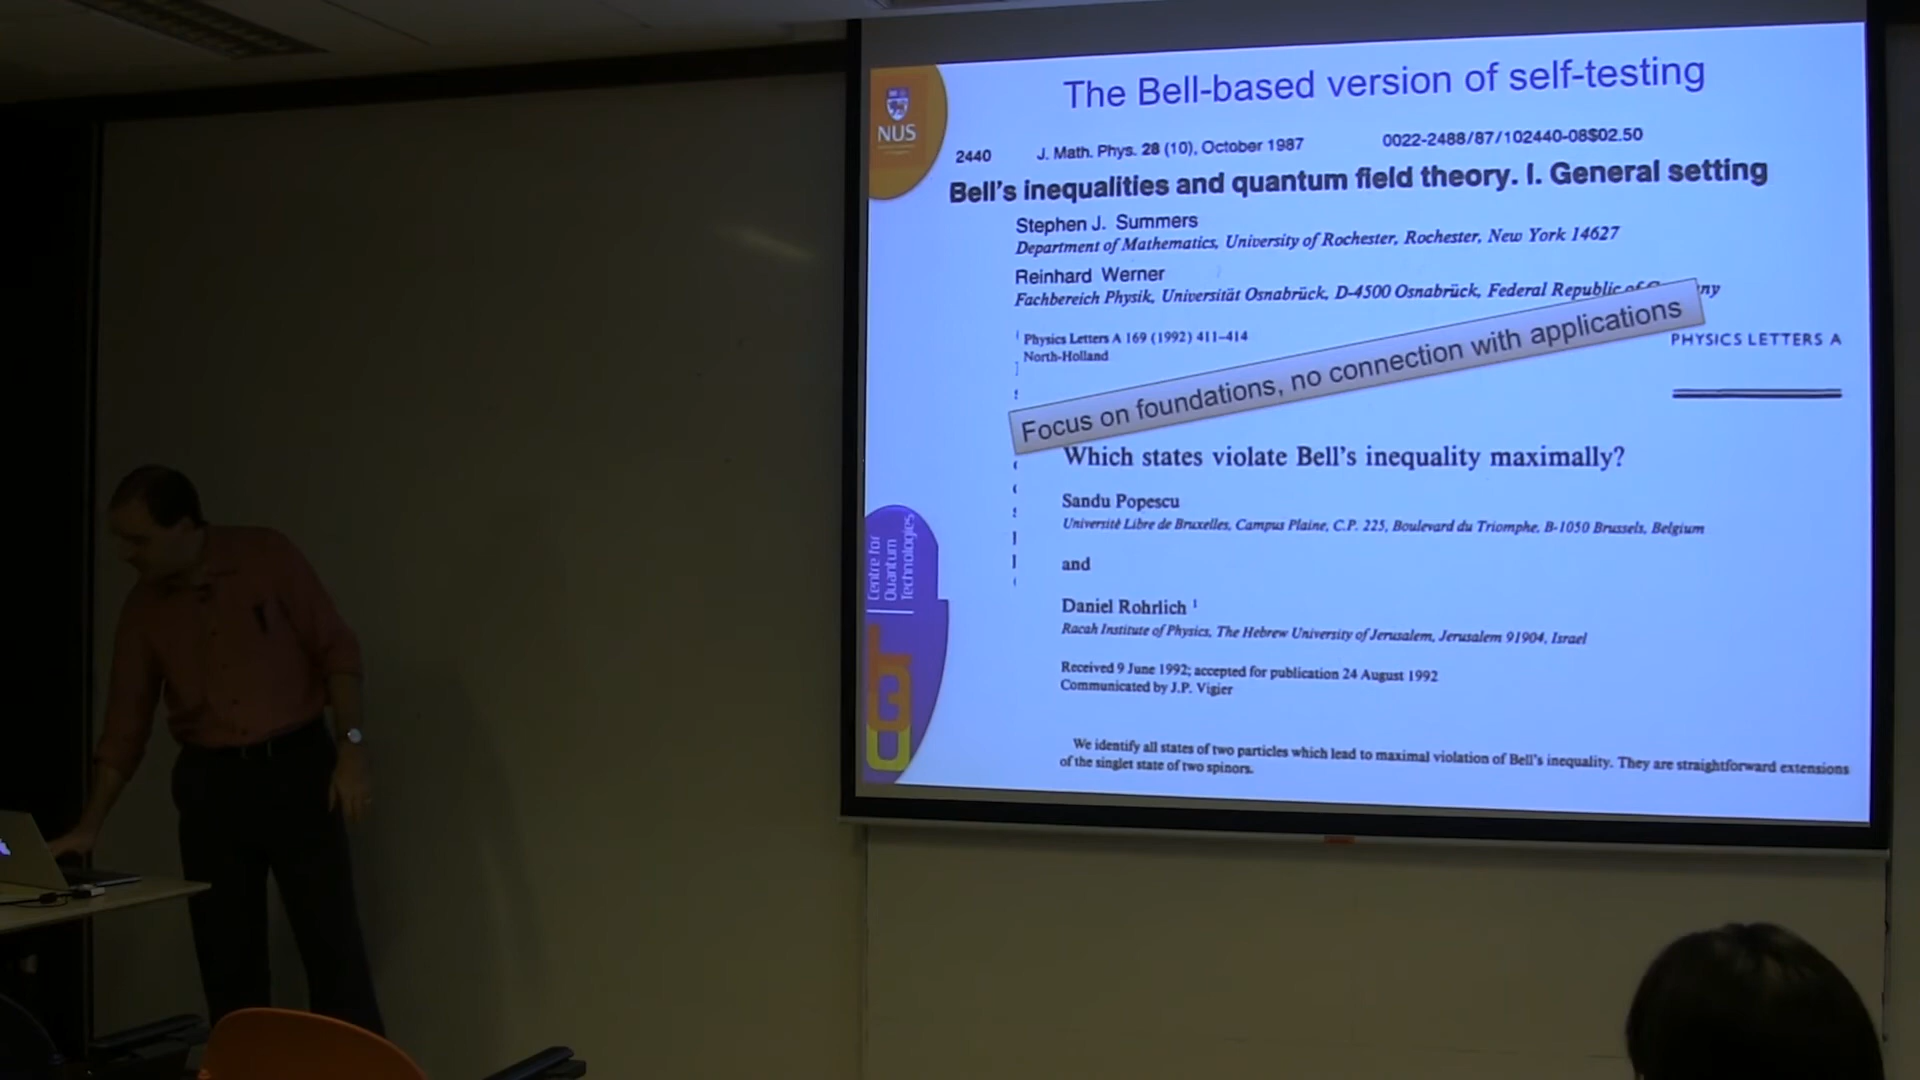 The Bell-based version of self-testing
NUS
2440 J. Math. Phys. 28 (10), October 1987 0022-2488/87/102440-08$02.50
Bell's inequalities and quantum field theory. I. General setting
Stephen J. Summers
Department of Mathematics, University of Rochester, Rochester, New York 14627
Reinhard Werner
Fachbereich Physik, Universität Osnabrück, D-4500 Osnabrück, Federal Republic of
Physics Letters A 169 (1992) 411–414
North-Holland
PHYSICS LETTERS A
Focus on foundations, no connection with applications
Which states violate Bell's inequality maximally?
Sandu Popescu
Université Libre de Bruxelles, Campus Plaine, C.P. 225, Boulevard du Triomphe, B-1050 Brussels, Belgium
and
Daniel Rohrlich 1
Racah Institute of Physics, The Hebrew University of Jerusalem, Jerusalem 91904, Israel
Received 9 June 1992; accepted for publication 24 August 1992
Communicated by J.P. Vigier
We identify all states of two particles which lead to maximal violation of Bell's inequality. They are straightforward extensions
of the singlet state of two spinors.
Centre for
Quantum
Technologies